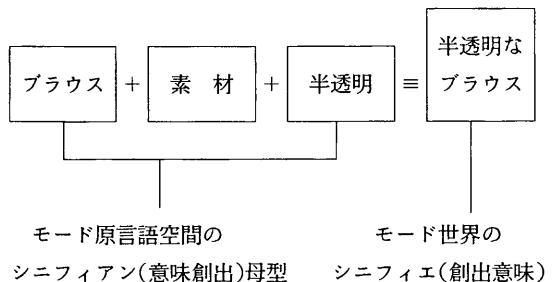 ブラウス + 素 材 + 半透明 ≡ 半透明な
ブラウス
モード原言語空間の
シニフィアン(意味創出)母型
モード世界の
シニフィエ(創出意味)